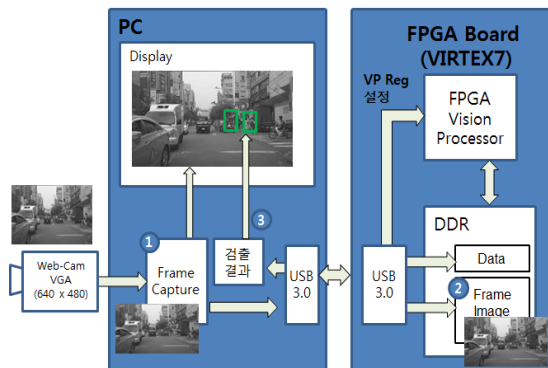 PC
Display
3
1
Web-Cam
VGA
(640 x 480)
Frame
Capture
검출
결과
USB
3.0
FPGA Board
(VIRTEX7)
VP Reg
설정
FPGA
Vision
Processor
DDR
USB
3.0
Data
2
Frame
Image